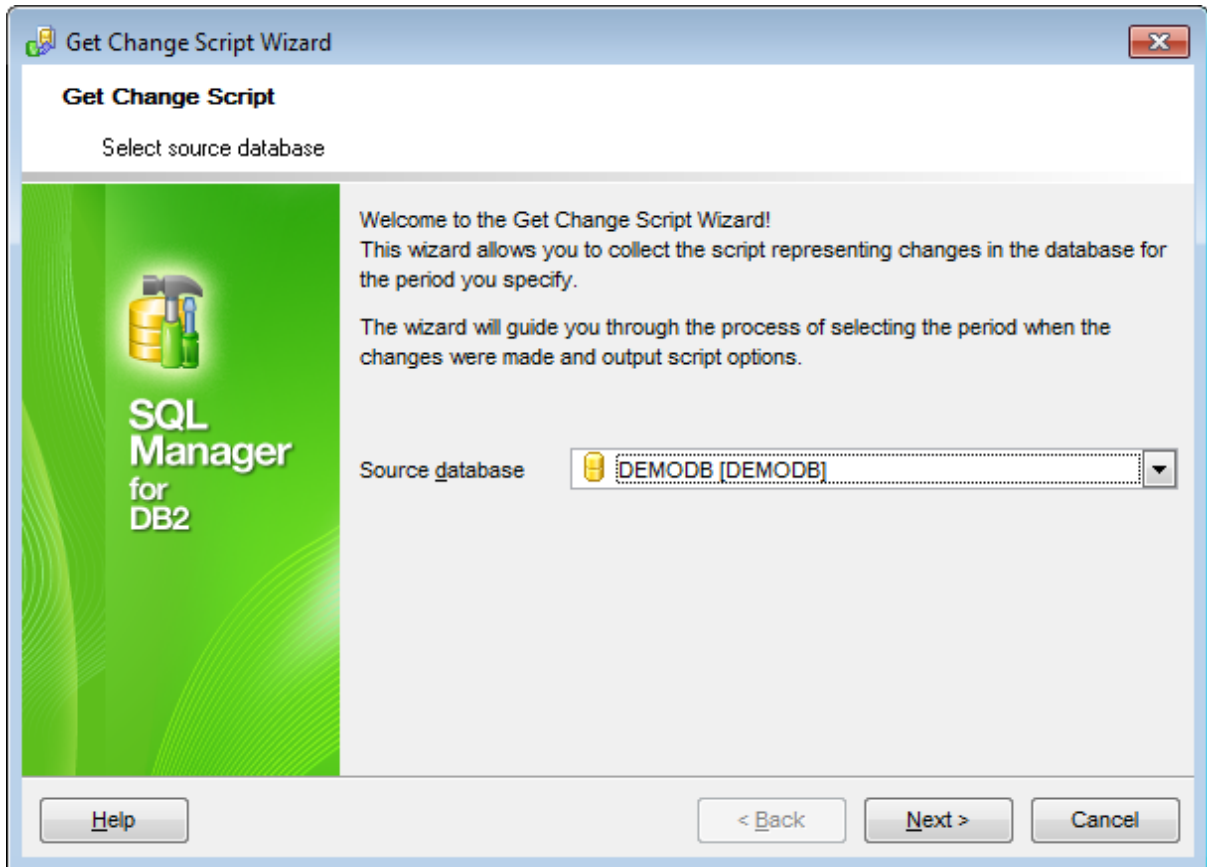 Get Change Script Wizard
Get Change Script
Select source database
Welcome to the Get Change Script Wizard!
This wizard allows you to collect the script representing changes in the database for
the period you specify.
The wizard will guide you through the process of selecting the period when the
changes were made and output script options.
SQL
Manager
for
DB2
Source database
DEMODB [DEMODB]
Help
< Back
Next >
Cancel